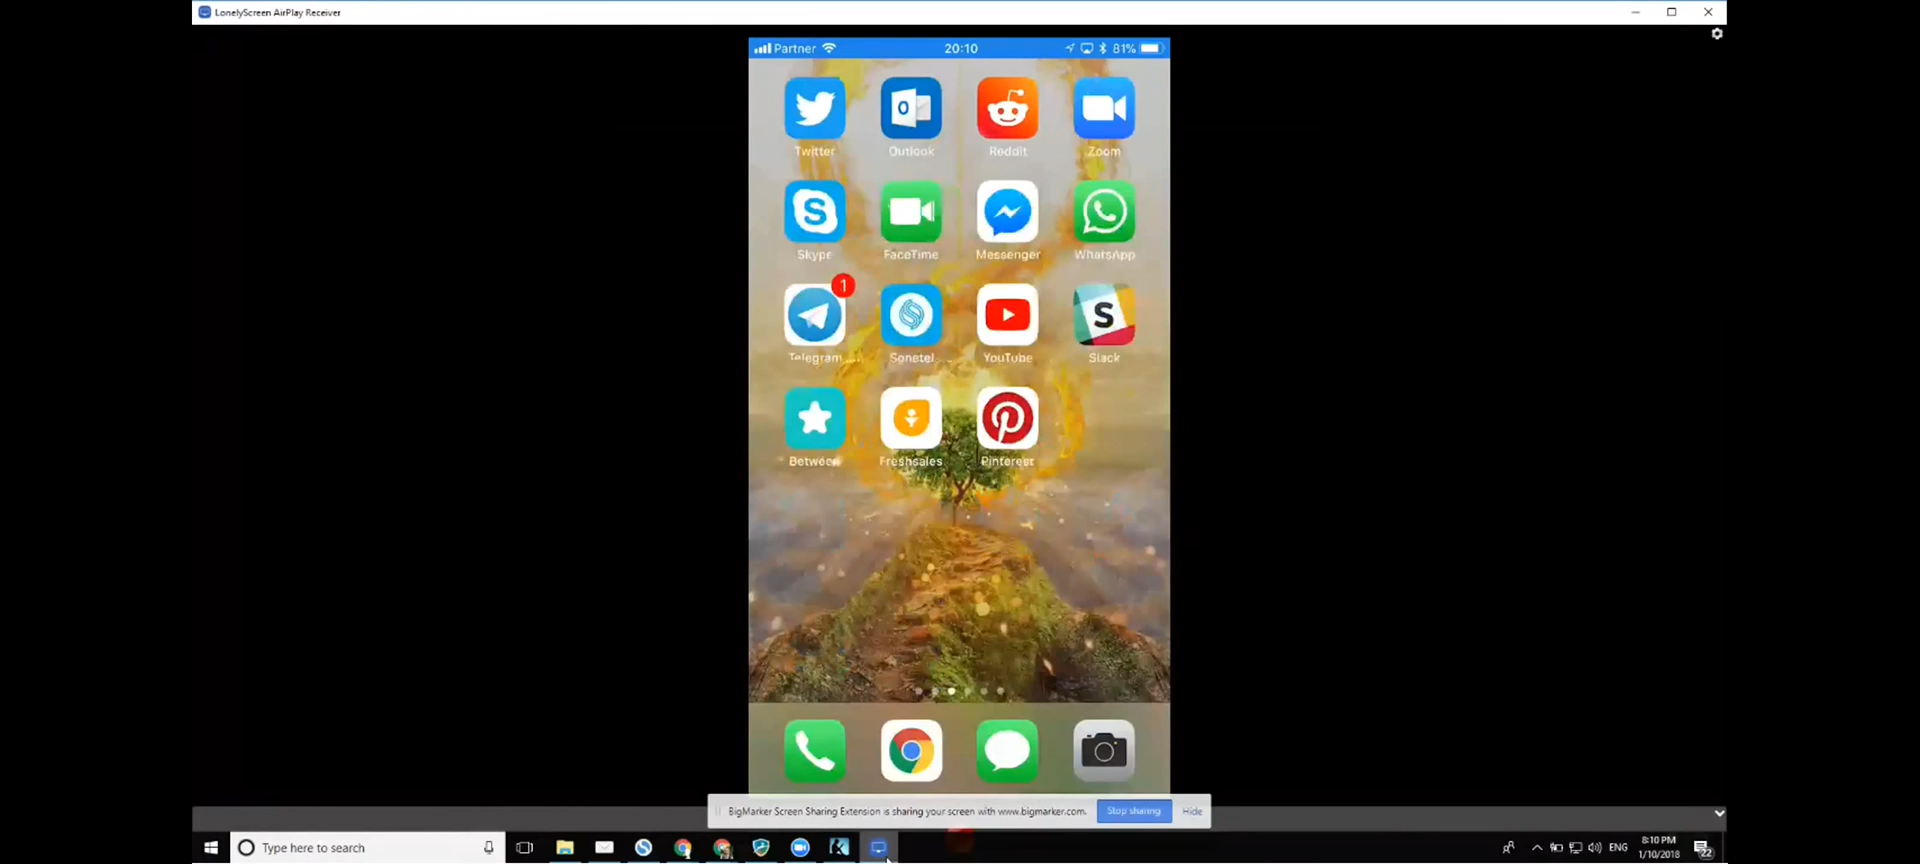 LonelyScreen AirPlay Receiver
Partner 20:10 81%
Twitter Outlook Reddit Zoom
Skype FaceTime Messenger WhatsApp
1
Telegram Sonetel YouTube Slack
Between Freshsales Pinterest
BigMarker Screen Sharing Extension is sharing your screen with www.bigmarker.com. Stop sharing Hide
Type here to search ENG 8:10 PM
1/10/2018 22